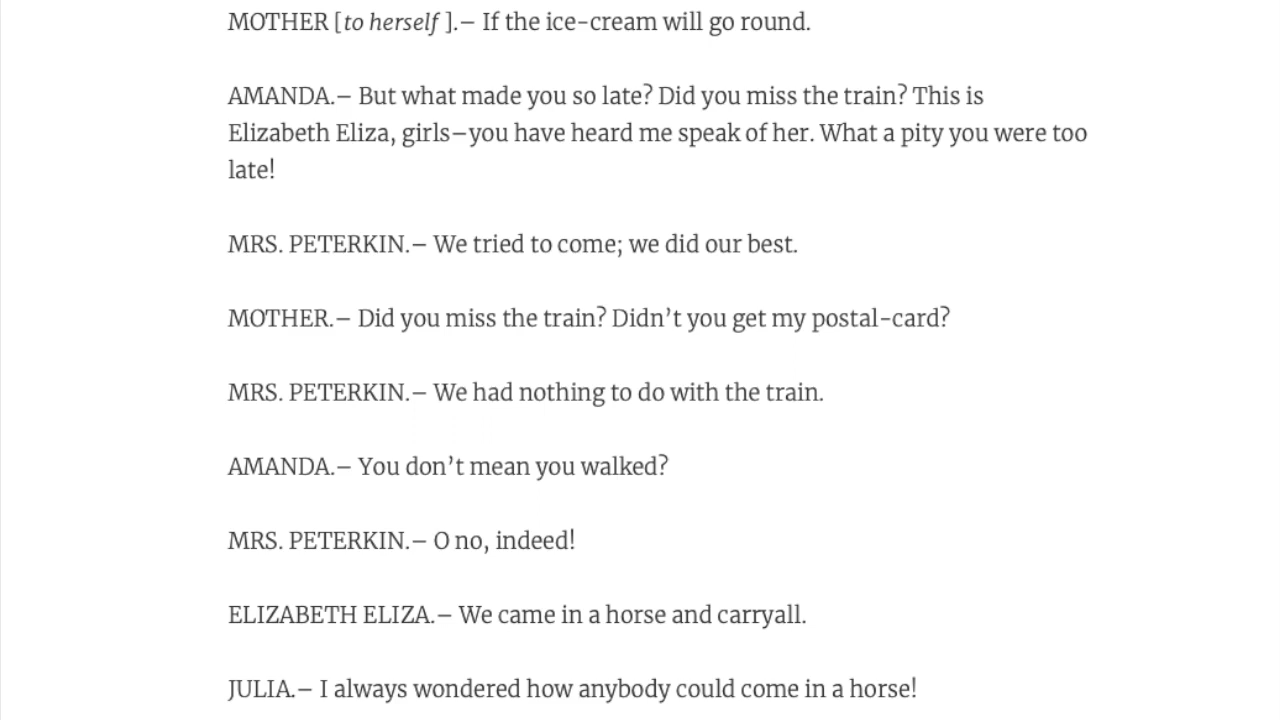 MOTHER [to herself ].– If the ice-cream will go round.
AMANDA.– But what made you so late? Did you miss the train? This is
Elizabeth Eliza, girls–you have heard me speak of her. What a pity you were too
late!
MRS. PETERKIN.– We tried to come; we did our best.
MOTHER.– Did you miss the train? Didn’t you get my postal-card?
MRS. PETERKIN.– We had nothing to do with the train.
AMANDA.– You don’t mean you walked?
MRS. PETERKIN.– O no, indeed!
ELIZABETH ELIZA.– We came in a horse and carryall.
JULIA.– I always wondered how anybody could come in a horse!